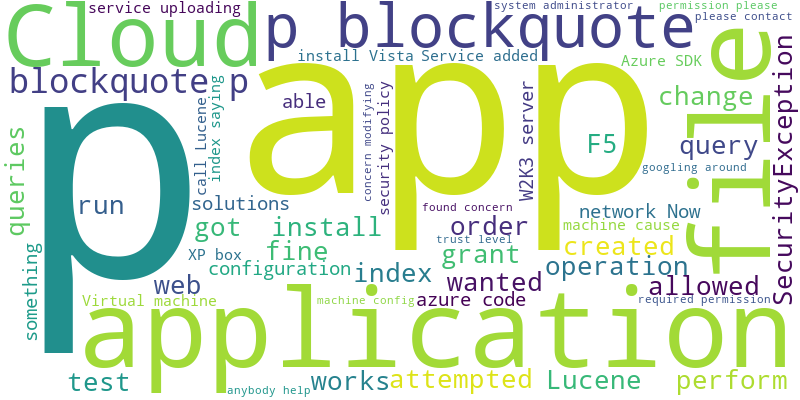 service uploading
system administrator
permission please
Cloud
p blockquote
please contact
install Vista Service added
Azure SDK
file
SecurityException
blockquote p
p
app
able
F5
change
query
queries
call Lucene
index saying
concern modifying
security policy
W2K3 server
googling around
run
solutions
found concern
network Now
got
install
order
machine cause
something
XP box
fine
trust level
grant
created
configuration
index
operation
web
wanted
allowed
Virtual machine
machine config
azure code
required permission
application
test
anybody help
works
attempted
Lucene
perform